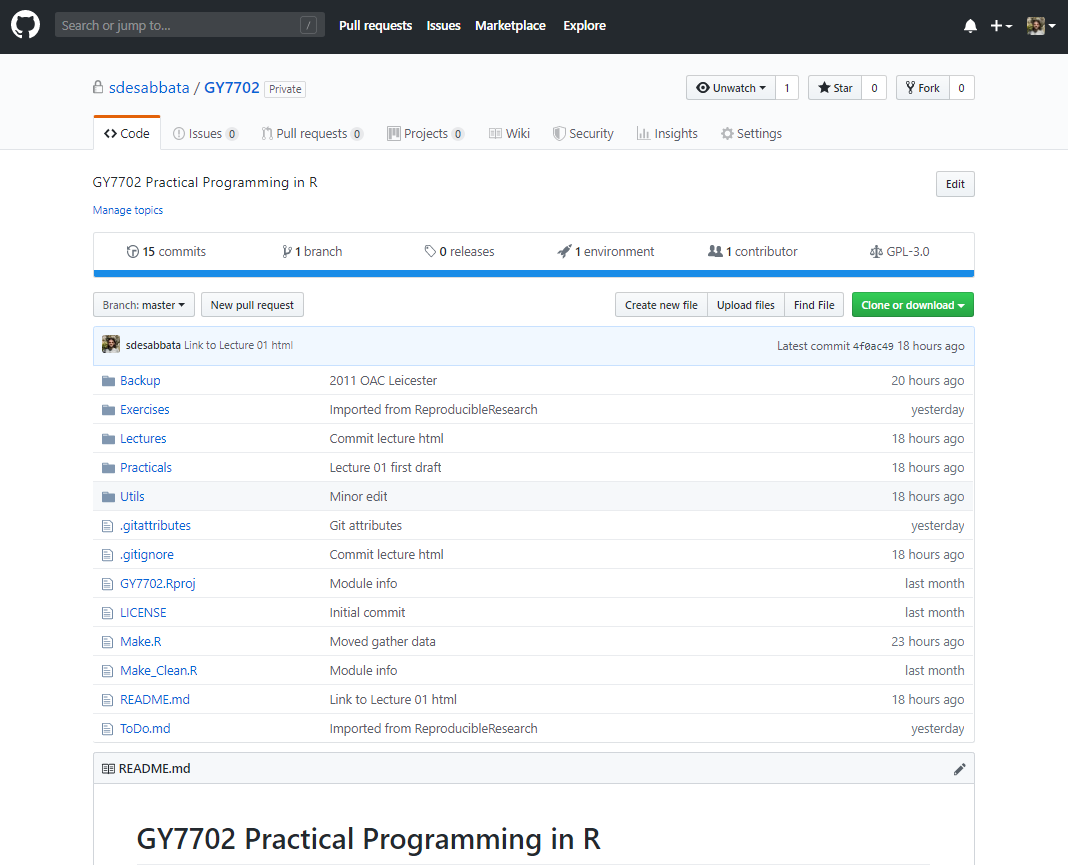 Search or jump to... / Pull requests Issues Marketplace Explore
sdesabbata / GY7702 Private Unwatch 1 Star 0 Fork 0
Code Issues 0 Pull requests 0 Projects 0 Wiki Security Insights Settings
GY7702 Practical Programming in R Edit
Manage topics
15 commits 1 branch 0 releases 1 environment 1 contributor GPL-3.0
Branch: master New pull request Create new file Upload files Find File Clone or download
sdesabbata Link to Lecture 01 html Latest commit 4f0ac49 18 hours ago
Backup 2011 OAC Leicester 20 hours ago
Exercises Imported from ReproducibleResearch yesterday
Lectures Commit lecture html 18 hours ago
Practicals Lecture 01 first draft 18 hours ago
Utils Minor edit 18 hours ago
.gitattributes Git attributes yesterday
.gitignore Commit lecture html 18 hours ago
GY7702.Rproj Module info last month
LICENSE Initial commit last month
Make.R Moved gather data 23 hours ago
Make_Clean.R Module info last month
README.md Link to Lecture 01 html 18 hours ago
ToDo.md Imported from ReproducibleResearch yesterday
README.md
GY7702 Practical Programming in R